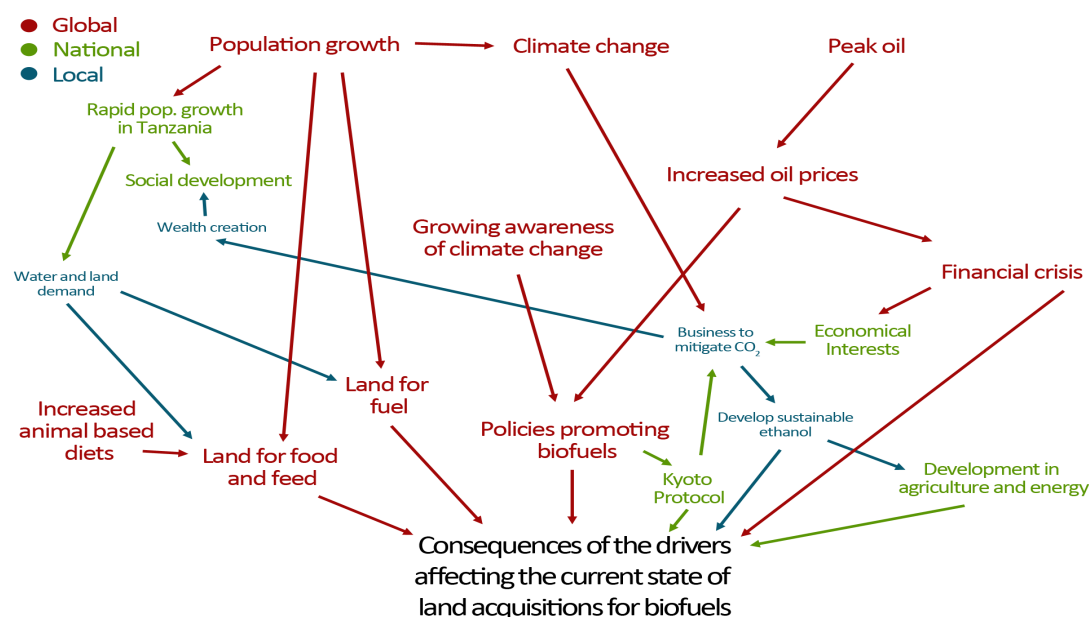 Global
National
Local
Population growth
Climate change
Peak oil
Rapid pop. growth
in Tanzania
Social development
Increased oil prices
Wealth creation
Growing awareness
of climate change
Water and land
demand
Financial crisis
Business to
mitigate CO₂
Economical
Interests
Land for
fuel
Increased
animal based
diets
Develop sustainable
ethanol
Policies promoting
biofuels
Land for food
and feed
Kyoto
Protocol
Development in
agriculture and energy
Consequences of the drivers
affecting the current state of
land acquisitions for biofuels